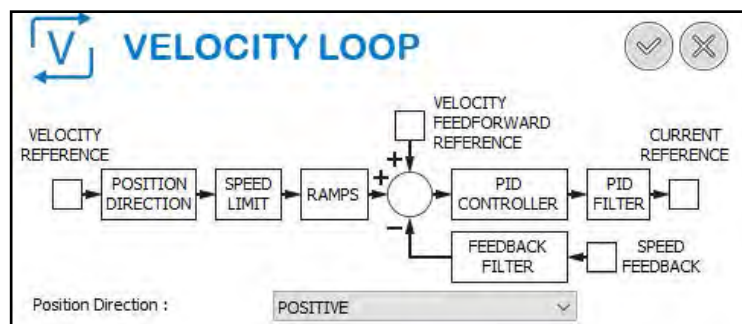 V VELOCITY LOOP
VELOCITY
FEEDFORWARD
REFERENCE
VELOCITY
REFERENCE
CURRENT
REFERENCE
POSITION
DIRECTION
SPEED
LIMIT
RAMPS
+
+
−
PID
CONTROLLER
PID
FILTER
FEEDBACK
FILTER
SPEED
FEEDBACK
Position Direction :
POSITIVE